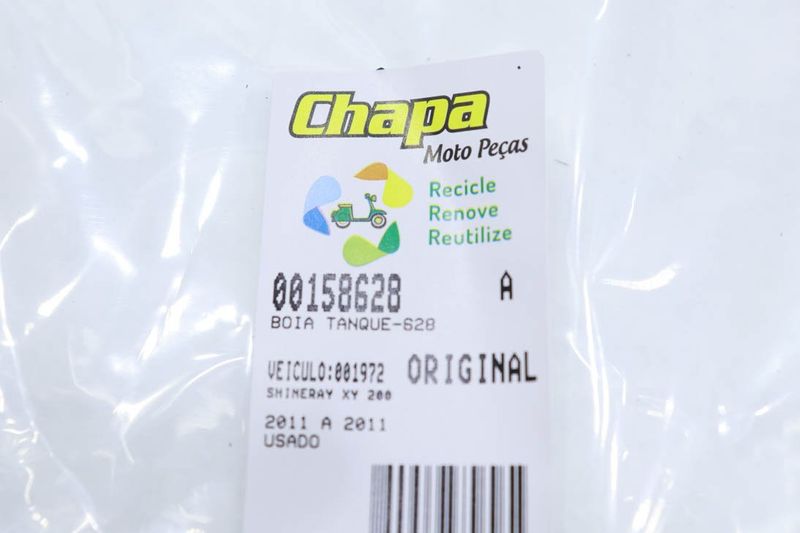 Chapa
Moto Peças
Recicle
Renove
Reutilize
00158628 A
BOIA TANQUE-628
VEICULO:001972 ORIGINAL
SHINERAY XY 200
2011 A 2011
USADO